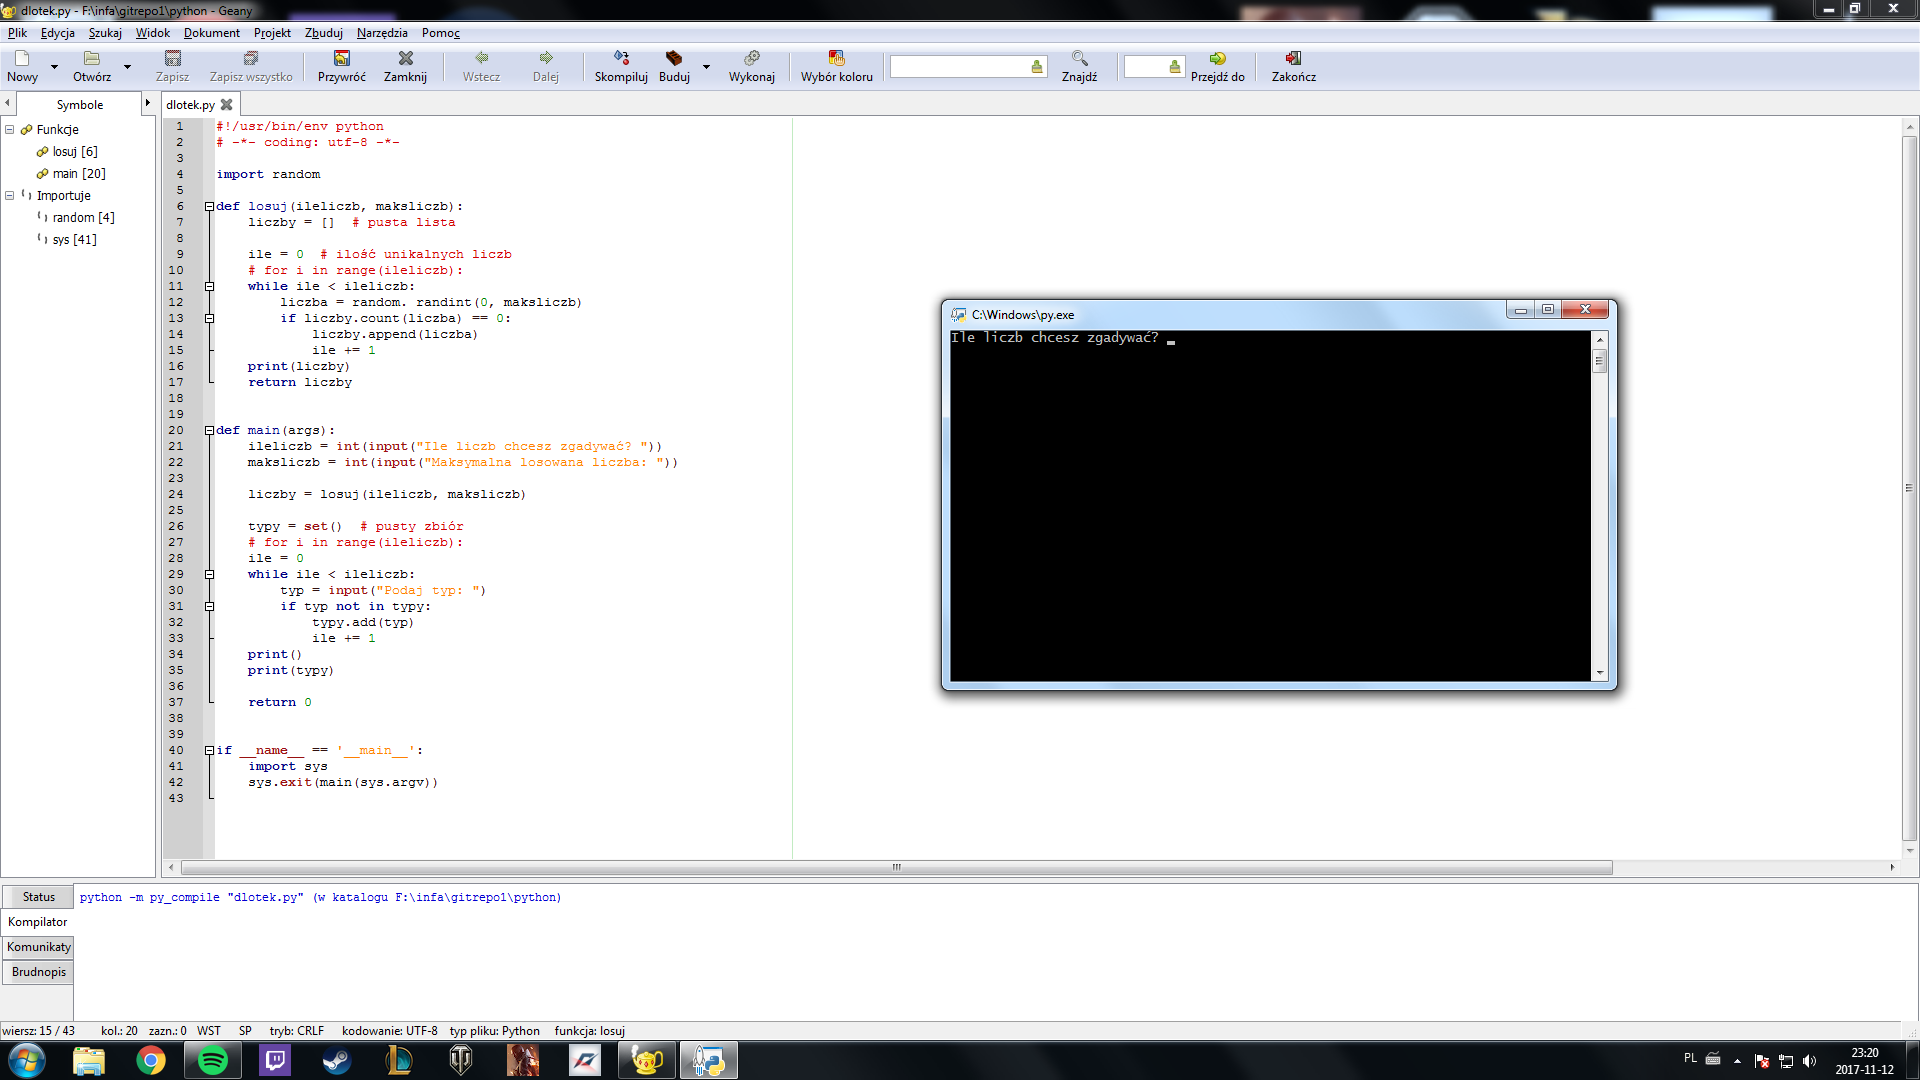 dlotek.py - F:\infa\gitrepo1\python - Geany
Plik Edycja Szukaj Widok Dokument Projekt Zbuduj Narzędzia Pomoc
Nowy Otwórz Zapisz Zapisz wszystko Przywróć Zamknij Wstecz Dalej Skompiluj Buduj Wykonaj Wybór koloru Znajdź Przejdź do Zakończ
Symbole
Funkcje
losuj [6]
main [20]
Importuje
random [4]
sys [41]
dlotek.py
1 #!/usr/bin/env python
2 # -*- coding: utf-8 -*-
3
4 import random
5
6 def losuj(ileliczb, maksliczb):
7 liczby = []  # pusta lista
8
9 ile = 0  # ilość unikalnych liczb
10 # for i in range(ileliczb):
11 while ile < ileliczb:
12 liczba = random. randint(0, maksliczb)
13 if liczby.count(liczba) == 0:
14 liczby.append(liczba)
15 ile += 1
16 print(liczby)
17 return liczby
18
19
20 def main(args):
21 ileliczb = int(input("Ile liczb chcesz zgadywać? "))
22 maksliczb = int(input("Maksymalna losowana liczba: "))
23
24 liczby = losuj(ileliczb, maksliczb)
25
26 typy = set()  # pusty zbiór
27 # for i in range(ileliczb):
28 ile = 0
29 while ile < ileliczb:
30 typ = input("Podaj typ: ")
31 if typ not in typy:
32 typy.add(typ)
33 ile += 1
34 print()
35 print(typy)
36
37 return 0
38
39
40 if __name__ == '__main__':
41 import sys
42 sys.exit(main(sys.argv))
43
C:\Windows\py.exe
Ile liczb chcesz zgadywać?
Status
Kompilator
Komunikaty
Brudnopis
python -m py_compile "dlotek.py" (w katalogu F:\infa\gitrepo1\python)
wiersz: 15 / 43 kol.: 20 zazn.: 0 WST SP tryb: CRLF kodowanie: UTF-8 typ pliku: Python funkcja: losuj
PL
23:20
2017-11-12